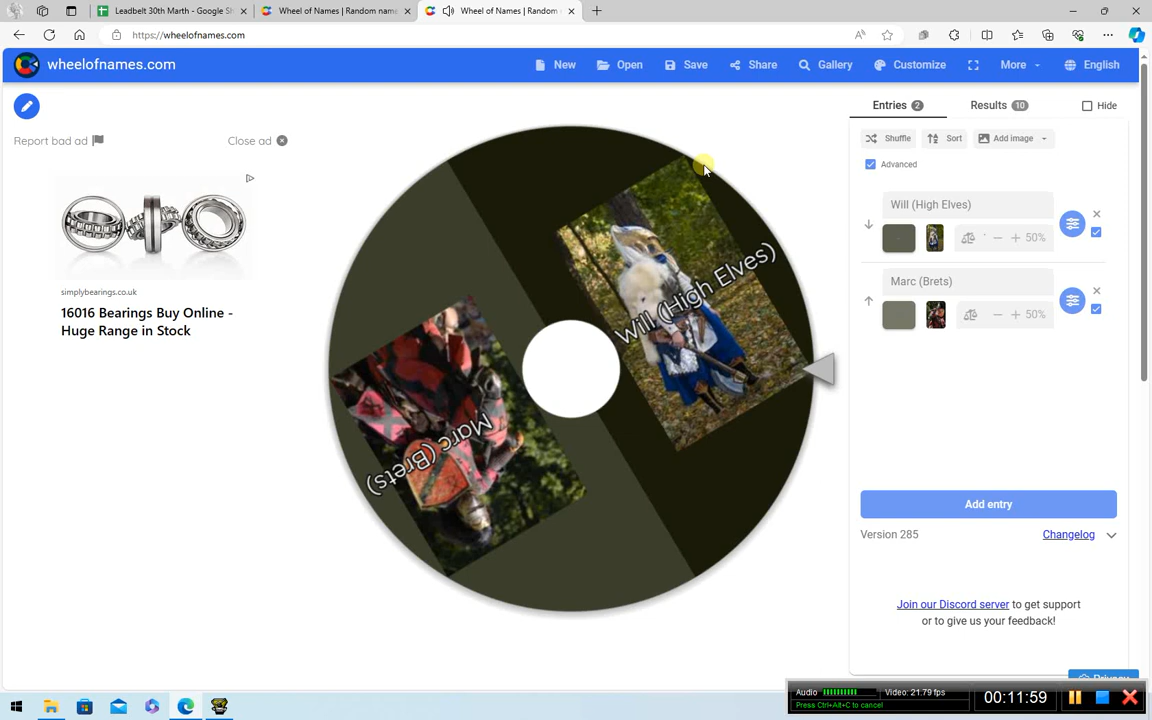 Leadbelt 30th Marth - Google Sh
Wheel of Names | Random nam
Wheel of Names | Random
https://wheelofnames.com
wheelofnames.com
New
Open
Save
Share
Gallery
Customize
More
English
Report bad ad
Close ad
simplybearings.co.uk
16016 Bearings Buy Online -
Huge Range in Stock
Will (High Elves)
Marc (Brets)
Entries 2
Results 10
Hide
Shuffle
Sort
Add image
Advanced
Will (High Elves)
50%
Marc (Brets)
50%
Add entry
Version 285
Changelog
Join our Discord server to get support
or to give us your feedback!
Privacy
Audio
Video: 21.79 fps
Press Ctrl+Alt+C to cancel
00:11:59